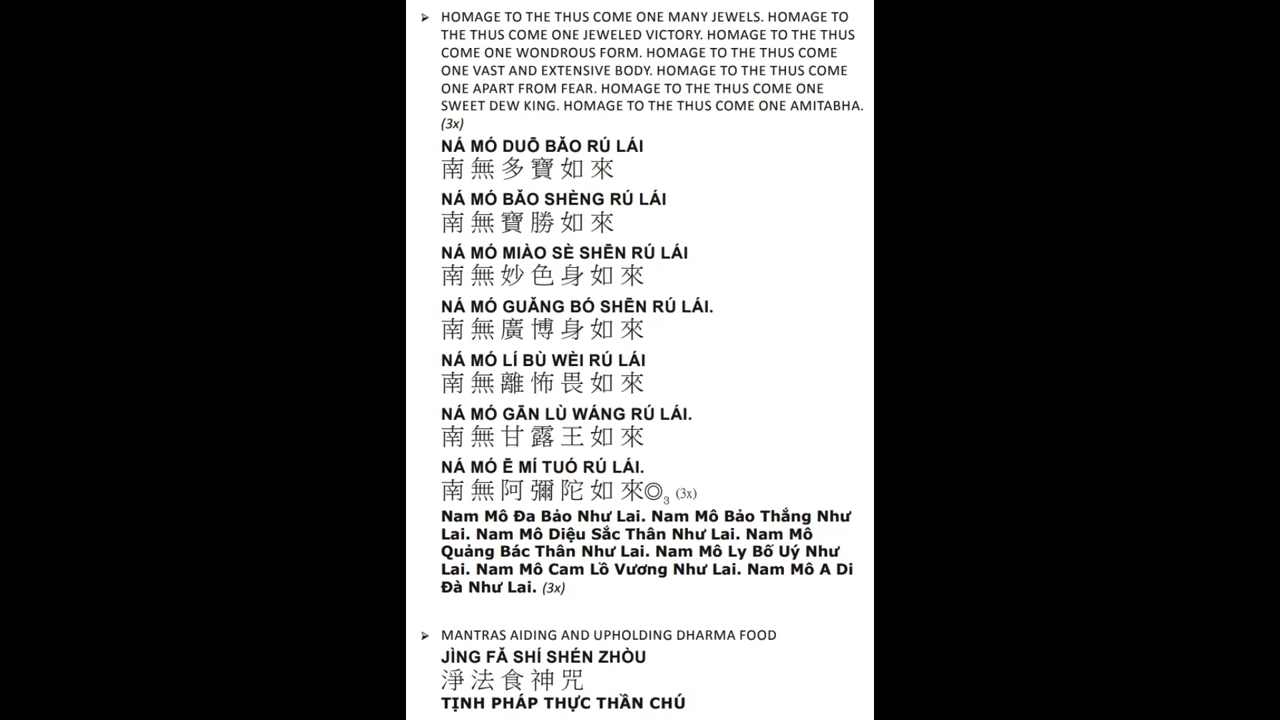 ➢ HOMAGE TO THE THUS COME ONE MANY JEWELS. HOMAGE TO
THE THUS COME ONE JEWELED VICTORY. HOMAGE TO THE THUS
COME ONE WONDROUS FORM. HOMAGE TO THE THUS COME
ONE VAST AND EXTENSIVE BODY. HOMAGE TO THE THUS COME
ONE APART FROM FEAR. HOMAGE TO THE THUS COME ONE
SWEET DEW KING. HOMAGE TO THE THUS COME ONE AMITABHA.
(3x)
NÁ MÓ DUŌ BǍO RÚ LÁI
南無多寶如來
NÁ MÓ BǍO SHÈNG RÚ LÁI
南無寶勝如來
NÁ MÓ MIÀO SÈ SHĒN RÚ LÁI
南無妙色身如來
NÁ MÓ GUǍNG BÓ SHĒN RÚ LÁI.
南無廣博身如來
NÁ MÓ LÍ BÙ WÈI RÚ LÁI
南無離怖畏如來
NÁ MÓ GĀN LÙ WÁNG RÚ LÁI.
南無甘露王如來
NÁ MÓ Ē MÍ TUÓ RÚ LÁI.
南無阿彌陀如來◎3 (3x)
Nam Mô Đa Bảo Như Lai. Nam Mô Bảo Thắng Như
Lai. Nam Mô Diệu Sắc Thân Như Lai. Nam Mô
Quảng Bác Thân Như Lai. Nam Mô Ly Bố Uý Như
Lai. Nam Mô Cam Lồ Vương Như Lai. Nam Mô A Di
Đà Như Lai. (3x)
➢ MANTRAS AIDING AND UPHOLDING DHARMA FOOD
JÌNG FǍ SHÍ SHÉN ZHÒU
淨法食神咒
TỊNH PHÁP THỰC THẦN CHÚ